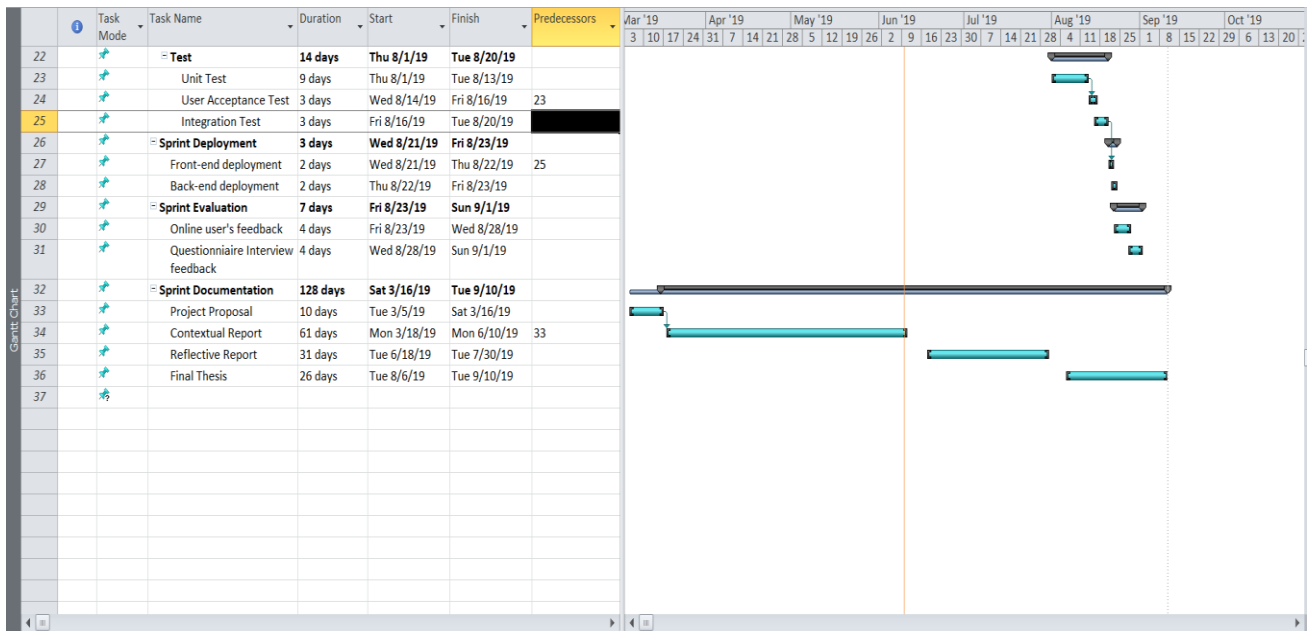 Task Mode Task Name Duration Start Finish Predecessors
Mar '19 Apr '19 May '19 Jun '19 Jul '19 Aug '19 Sep '19 Oct '19
3 10 17 24 31 7 14 21 28 5 12 19 26 2 9 16 23 30 7 14 21 28 4 11 18 25 1 8 15 22 29 6 13 20
22 Test 14 days Thu 8/1/19 Tue 8/20/19
23 Unit Test 9 days Thu 8/1/19 Tue 8/13/19
24 User Acceptance Test 3 days Wed 8/14/19 Fri 8/16/19 23
25 Integration Test 3 days Fri 8/16/19 Tue 8/20/19
26 Sprint Deployment 3 days Wed 8/21/19 Fri 8/23/19
27 Front-end deployment 2 days Wed 8/21/19 Thu 8/22/19 25
28 Back-end deployment 2 days Thu 8/22/19 Fri 8/23/19
29 Sprint Evaluation 7 days Fri 8/23/19 Sun 9/1/19
30 Online user's feedback 4 days Fri 8/23/19 Wed 8/28/19
31 Questionniaire Interview 4 days Wed 8/28/19 Sun 9/1/19
feedback
32 Sprint Documentation 128 days Sat 3/16/19 Tue 9/10/19
33 Project Proposal 10 days Tue 3/5/19 Sat 3/16/19
34 Contextual Report 61 days Mon 3/18/19 Mon 6/10/19 33
35 Reflective Report 31 days Tue 6/18/19 Tue 7/30/19
36 Final Thesis 26 days Tue 8/6/19 Tue 9/10/19
37
Gantt Chart